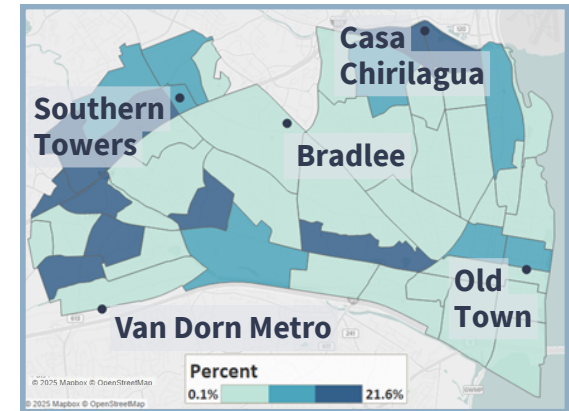 Casa
Chirilagua
Southern
Towers
Bradlee
Old
Town
Van Dorn Metro
Percent
0.1% 21.6%
© 2025 Mapbox © OpenStreetMap
© 2025 Mapbox © OpenStreetMap